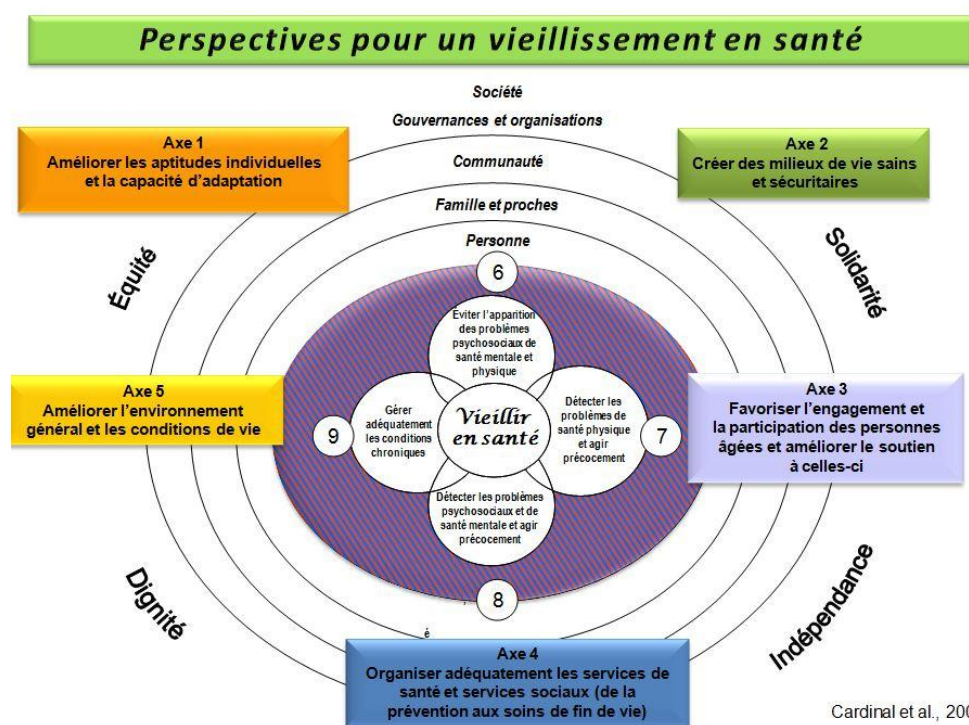 Perspectives pour un vieillissement en santé
Société
Gouvernances et organisations
Axe 1
Améliorer les aptitudes individuelles
et la capacité d'adaptation
Axe 2
Créer des milieux de vie sains
et sécuritaires
Communauté
Famille et proches
Personne
Équité
Solidarité
6
Éviter l'apparition
des problèmes
psychosociaux de
santé mentale et
physique
Axe 5
Améliorer l'environnement
général et les conditions de vie
9
Gérer
adéquatement
les conditions
chroniques
Vieillir
en santé
Détecter les
problèmes de
santé physique
et agir
précocement
7
Axe 3
Favoriser l'engagement et
la participation des personnes
âgées et améliorer le soutien
à celles-ci
Détecter les problèmes
psychosociaux et de
santé mentale et agir
précocement
8
Dignité
Indépendance
é
Axe 4
Organiser adéquatement les services de
santé et services sociaux (de la
prévention aux soins de fin de vie)
Cardinal et al.,